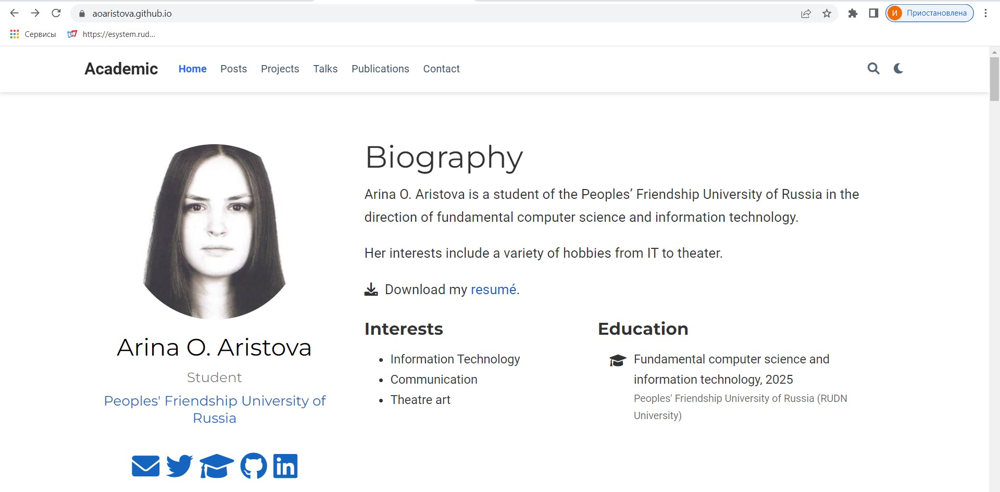 aoaristova.github.io
И Приостановлена
Сервисы https://esystem.rud...
Academic Home Posts Projects Talks Publications Contact
Biography
Arina O. Aristova is a student of the Peoples’ Friendship University of Russia in the
direction of fundamental computer science and information technology.
Her interests include a variety of hobbies from IT to theater.
Download my resumé.
Arina O. Aristova
Student
Peoples' Friendship University of
Russia
in
Interests
Information Technology
Communication
Theatre art
Education
Fundamental computer science and
information technology, 2025
Peoples' Friendship University of Russia (RUDN
University)